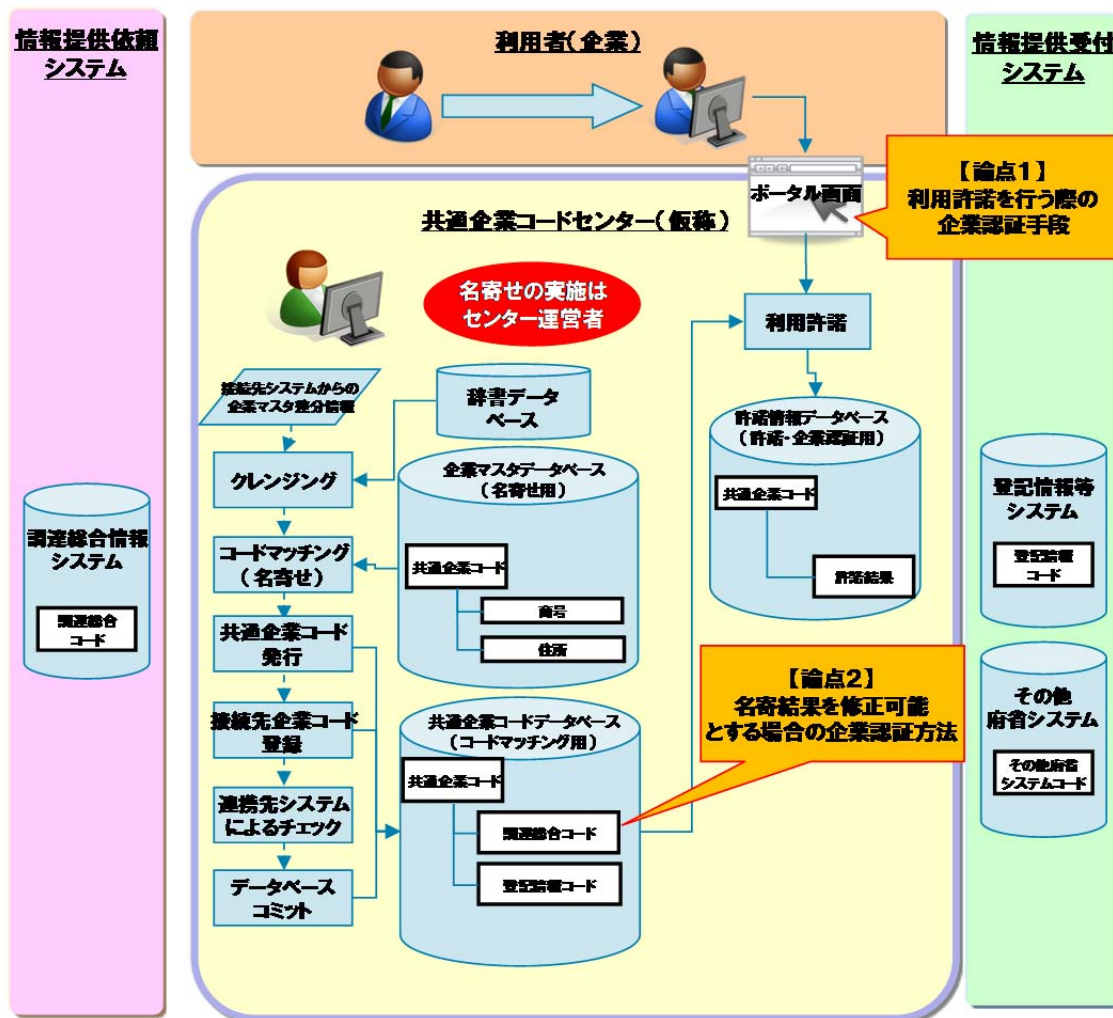 情報提供依頼
システム
調達総合情報
システム
調達総合
コード
利用者(企業)
ポータル画面
【論点1】
利用許諾を行う際の
企業認証手段
共通企業コードセンター(仮称)
名寄せの実施は
センター運営者
利用許諾
接続先システムからの
企業マスタ差分情報
辞書データ
ベース
クレンジング
企業マスタデータベース
(名寄せ用)
コードマッチング
(名寄せ)
共通企業コード
商号
住所
共通企業コード
発行
接続先企業コード
登録
連携先システム
によるチェック
データベース
コミット
共通企業コードデータベース
(コードマッチング用)
共通企業コード
調達総合コード
登記情報コード
許諾情報データベース
(許諾・企業認証用)
共通企業コード
許諾結果
【論点2】
名寄結果を修正可能
とする場合の企業認証方法
情報提供受付
システム
登記情報等
システム
登記情報
コード
その他
府省システム
その他府省
システムコード